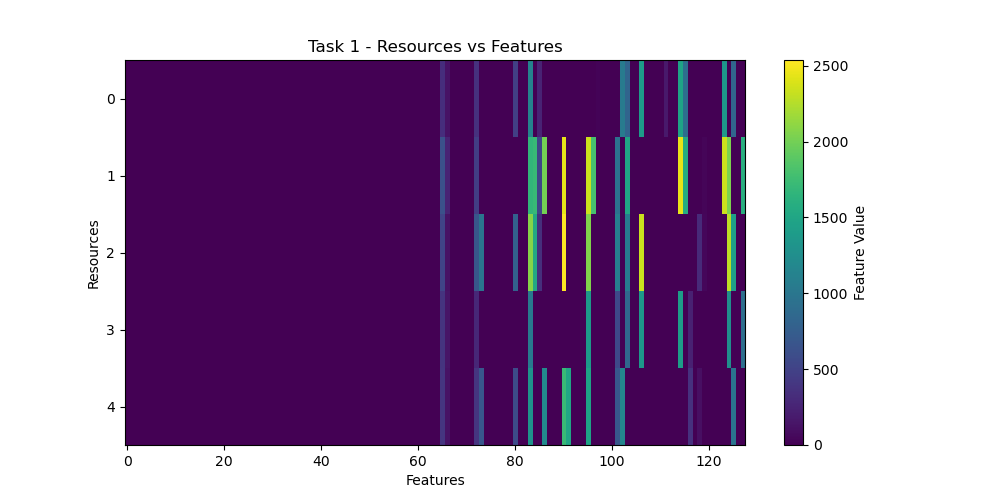 Task 1 - Resources vs Features
Resources
0
1
2
3
4
0 20 40 60 80 100 120
Features
2500
2000
1500
1000
500
0
Feature Value